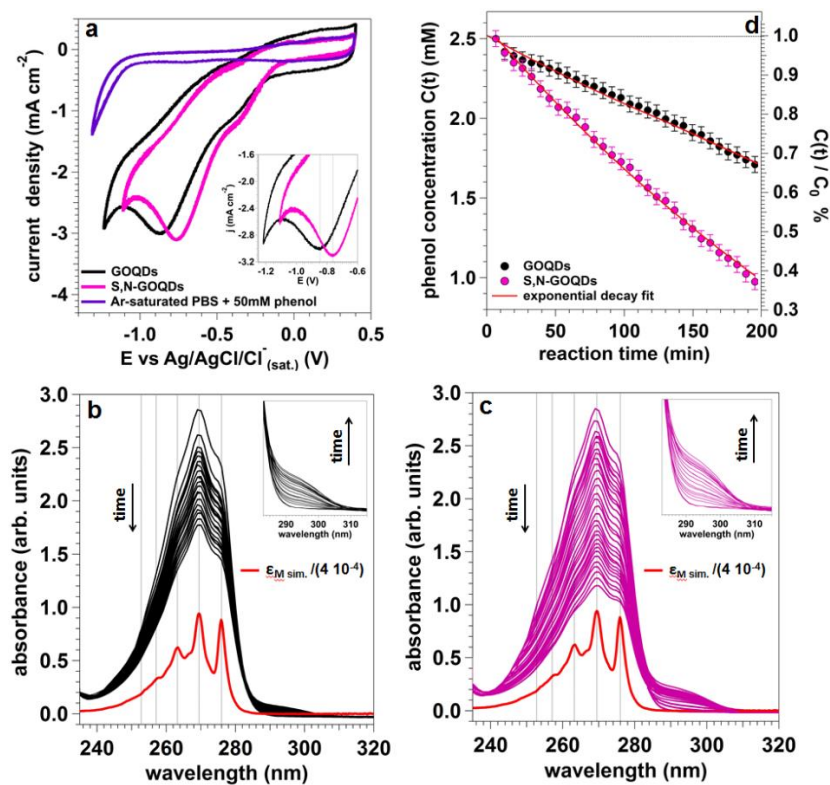 a
current density (mA cm⁻²)
0
-1
-2
-3
-4
-1.0
-0.5
0.0
0.5
E vs Ag/AgCl/Cl⁻(sat.) (V)
GOQDs
S,N-GOQDs
Ar-saturated PBS + 50mM phenol
j (mA cm⁻²)
-1.6
-2.0
-2.4
-2.8
-3.2
-1.2
-1.0
-0.8
-0.6
E (V)
d
phenol concentration C(t) (mM)
2.5
2.0
1.5
1.0
0
50
100
150
200
reaction time (min)
1.0
0.9
0.8
0.7
0.6
0.5
0.4
0.3
C(t) / C₀ %
GOQDs
S,N-GOQDs
exponential decay fit
b
absorbance (arb. units)
3.0
2.5
2.0
1.5
1.0
0.5
0.0
240
260
280
300
320
wavelength (nm)
time
εM sim. /(4 10⁻⁴)
time
290
300
310
wavelength (nm)
c
absorbance (arb. units)
3.0
2.5
2.0
1.5
1.0
0.5
0.0
240
260
280
300
320
wavelength (nm)
time
εM sim. /(4 10⁻⁴)
time
290
300
310
wavelength (nm)